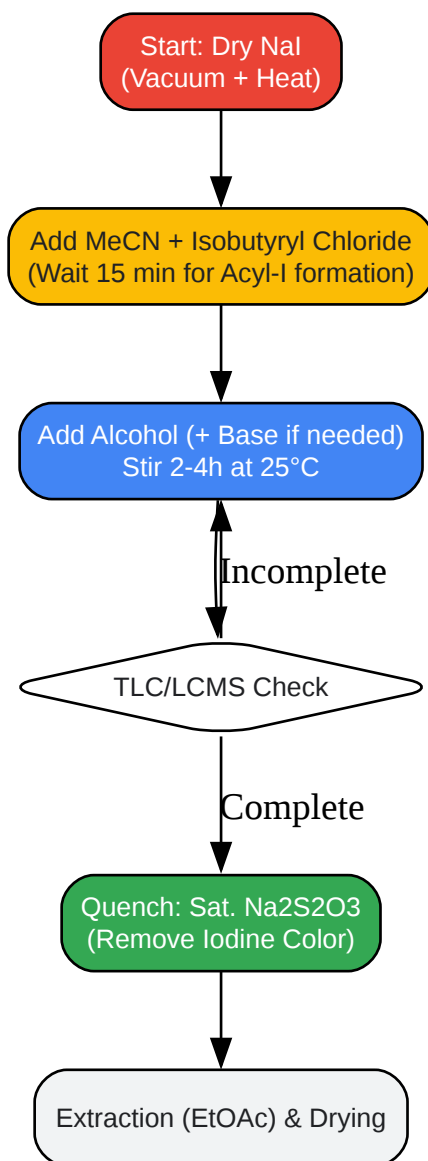 Start: Dry NaI
(Vacuum + Heat)
Add MeCN + Isobutyryl Chloride
(Wait 15 min for Acyl-I formation)
Add Alcohol (+ Base if needed)
Stir 2-4h at 25°C
Incomplete
TLC/LCMS Check
Complete
Quench: Sat. Na2S2O3
(Remove Iodine Color)
Extraction (EtOAc) & Drying